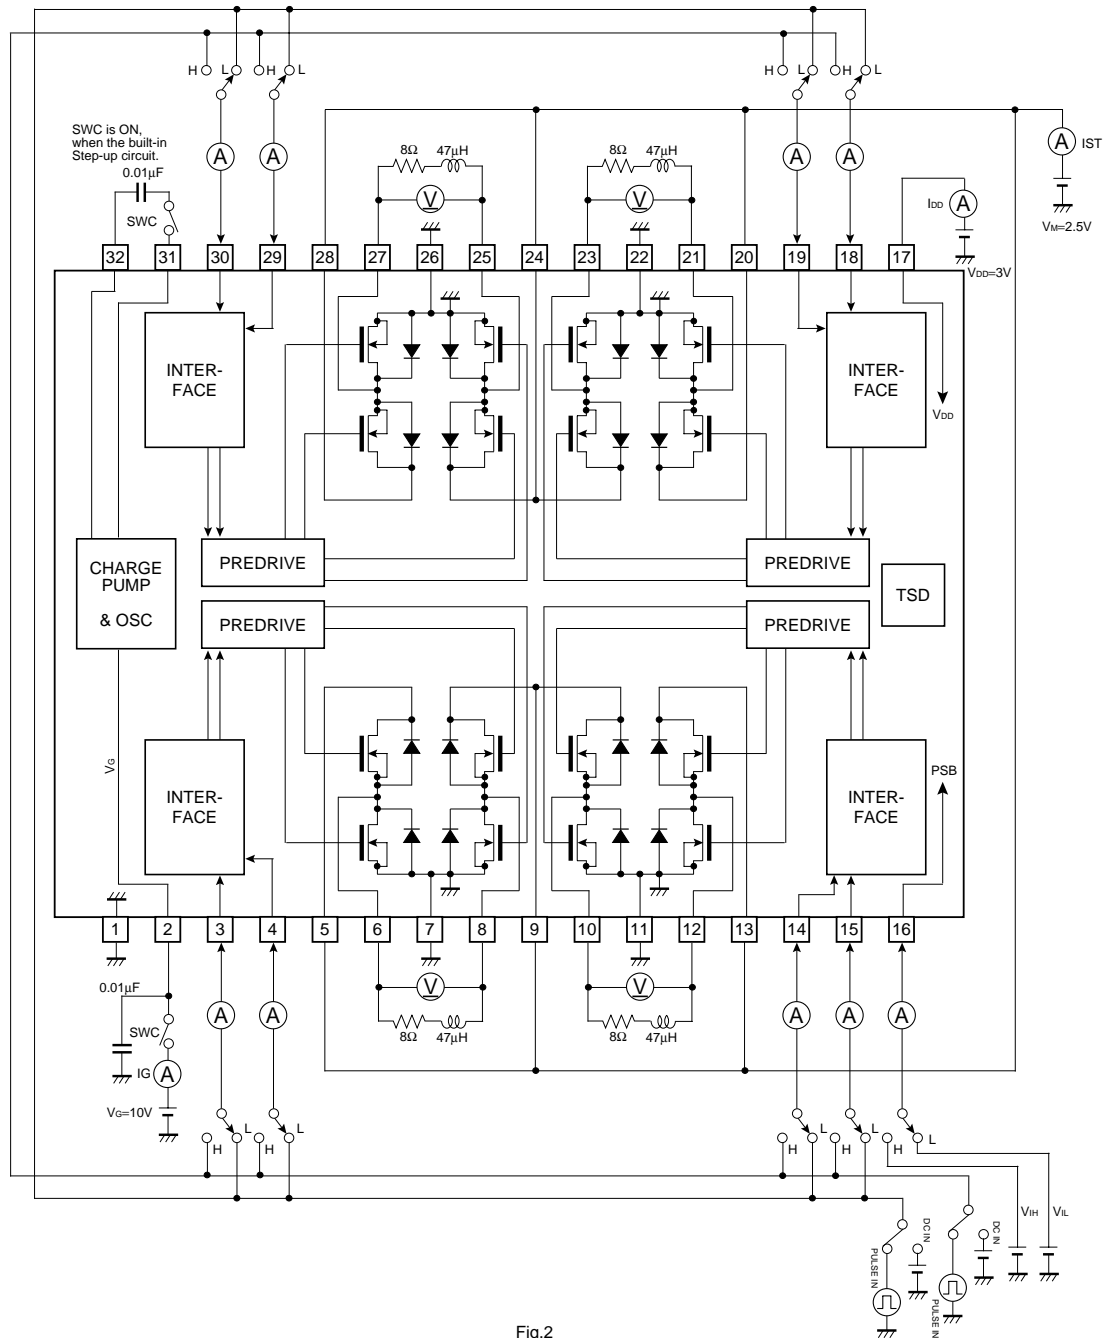 H L H L H L H L
SWC is ON,
when the built-in
Step-up circuit.
0.01μF
SWC
A A
8Ω 47μH
V
8Ω 47μH
V
A A
A IST
VM=2.5V
IDD A
VDD=3V
32 31 30 29 28 27 26 25 24 23 22 21 20 19 18 17
INTER-
FACE
INTER-
FACE
VDD
CHARGE
PUMP
& OSC
PREDRIVE
PREDRIVE
TSD
PREDRIVE
PREDRIVE
VG
INTER-
FACE
INTER-
FACE
PSB
1 2 3 4 5 6 7 8 9 10 11 12 13 14 15 16
0.01μF
SWC
IG A
VG=10V
A A
V
8Ω 47μH
V
8Ω 47μH
A A A
H L H L H L H L H L
VIH
VIL
DC IN
PULSE IN
DC IN
PULSE IN
Fig.2